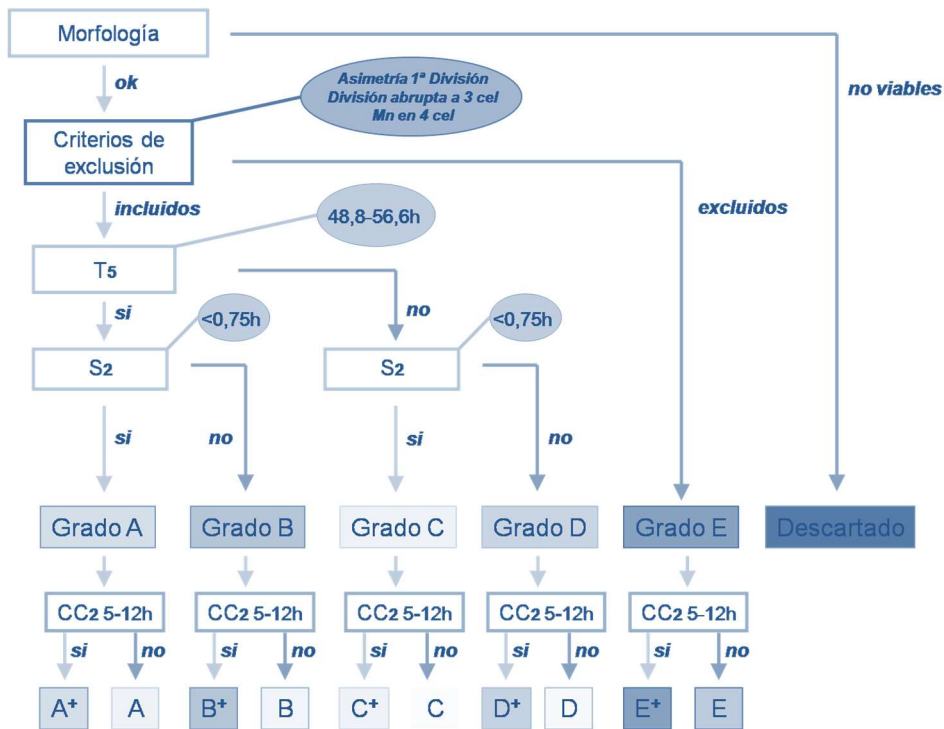 Morfología
ok
no viables
Asimetría 1ª División
División abrupta a 3 cel
Mn en 4 cel
Criterios de
exclusión
incluidos
excluidos
48,8-56,6h
T5
si
no
<0,75h
<0,75h
S2
S2
si
no
si
no
Grado A
Grado B
Grado C
Grado D
Grado E
Descartado
CC2 5-12h
CC2 5-12h
CC2 5-12h
CC2 5-12h
CC2 5-12h
si
no
si
no
si
no
si
no
si
no
A+
A
B+
B
C+
C
D+
D
E+
E